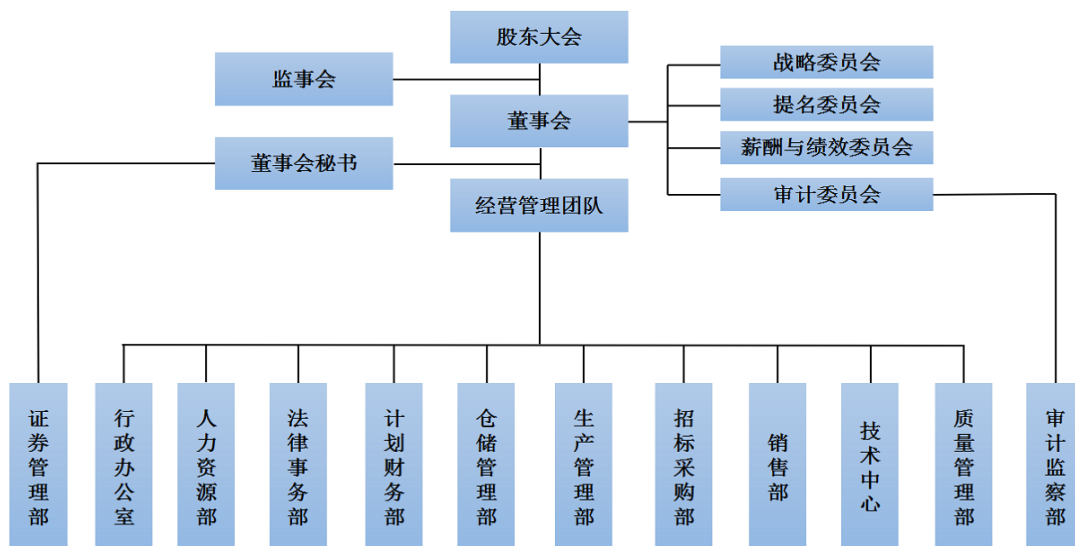 股东大会
监事会
战略委员会
提名委员会
董事会
薪酬与绩效委员会
董事会秘书
审计委员会
经营管理团队
证券管理部
行政办公室
人力资源部
法律事务部
计划财务部
仓储管理部
生产管理部
招标采购部
销售部
技术中心
质量管理部
审计监察部